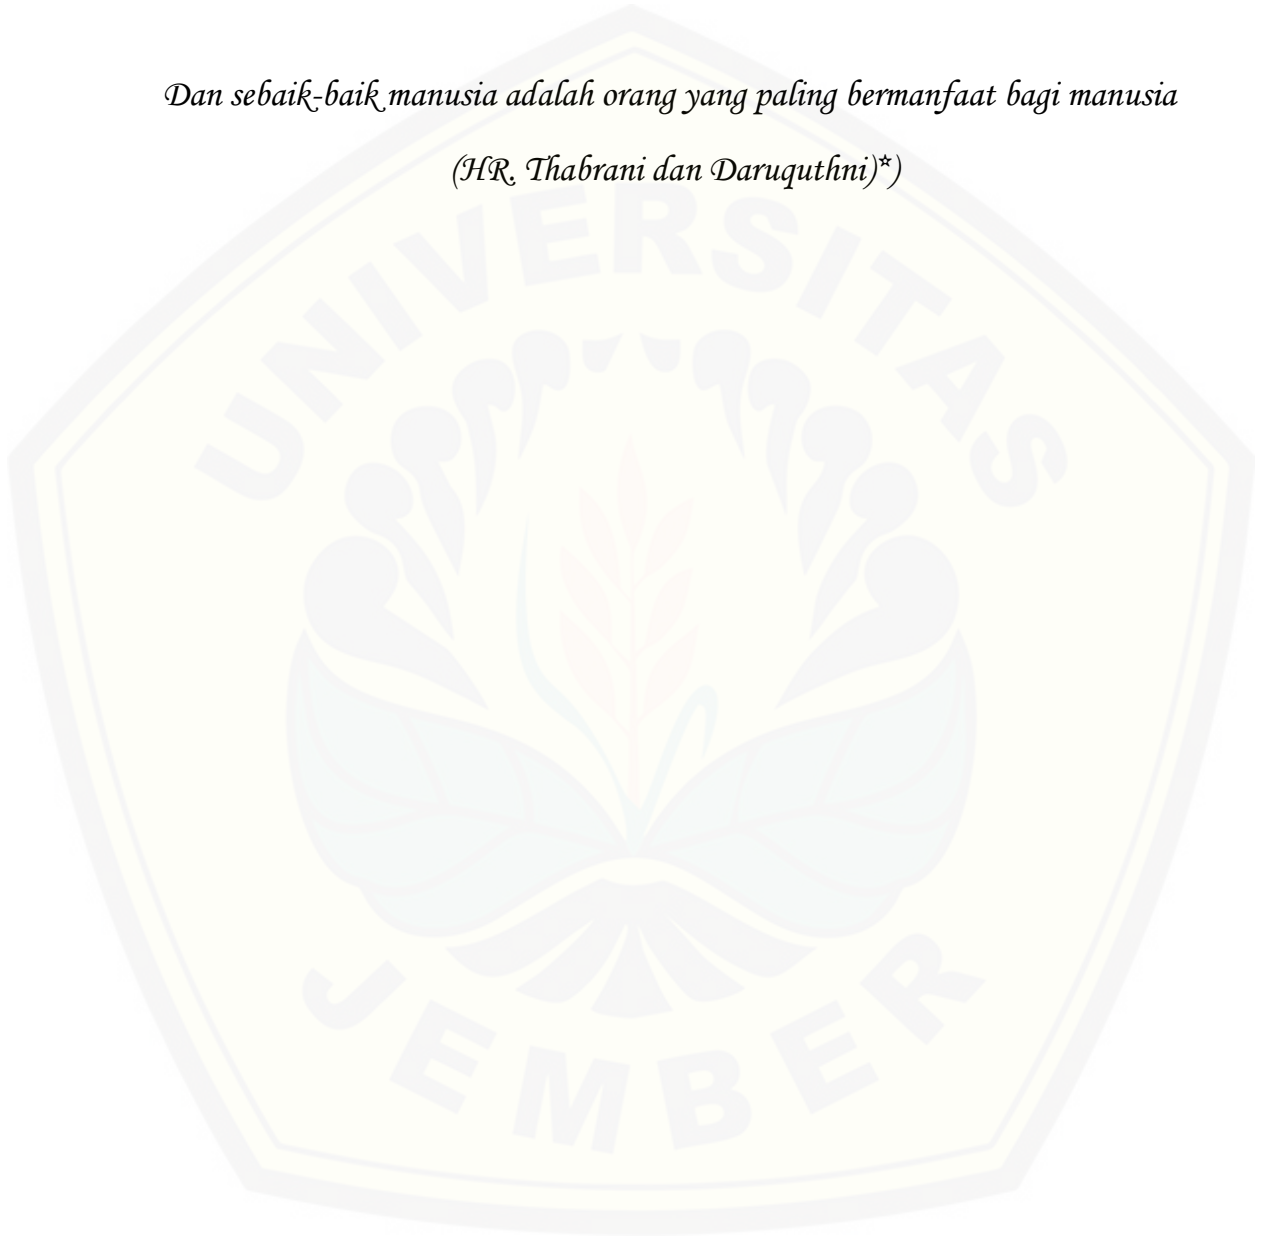 Dan sebaik-baik manusia adalah orang yang paling bermanfaat bagi manusia
(HR. Thabrani dan Daruquthni)*)
UNIVERSITAS
JEMBER